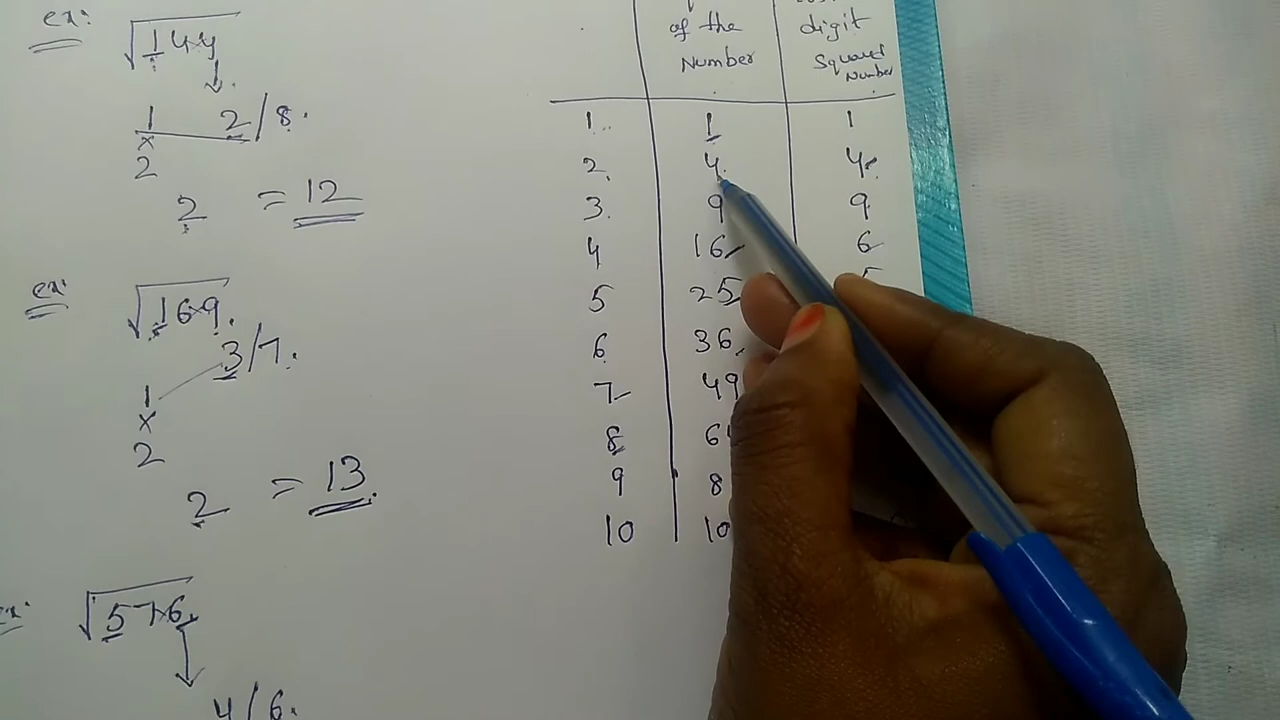 ex: √144
2/8.
1
x
2
2 = 12
ex: √169.
3/7.
1
x
2
2 = 13.
ex: √576
4/6.
of the Number
digit Squared Number
1. 1 1
2. 4. 4.
3. 9 9
4 16 6
5 25
6 36.
7 49
8
9 8
10 10